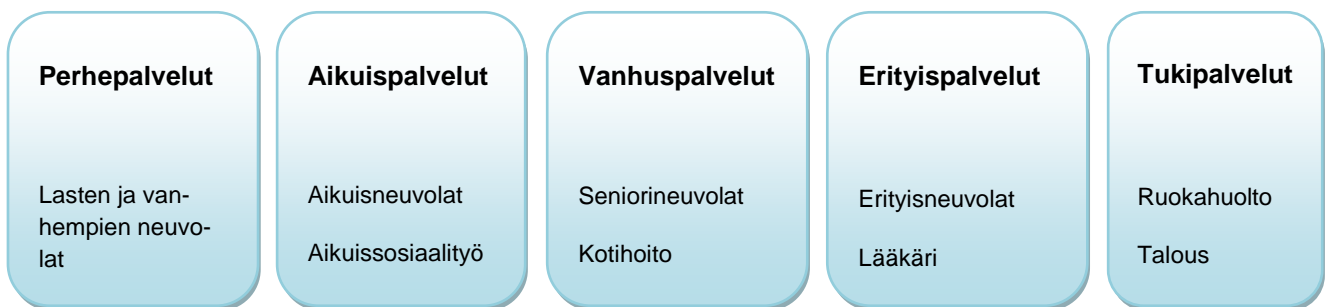 Perhepalvelut
Lasten ja van-
hempien neuvo-
lat
Aikuispalvelut
Aikuisneuvolat
Aikuissosiaalityö
Vanhuspalvelut
Seniorineuvolat
Kotihoito
Erityispalvelut
Erityisneuvolat
Lääkäri
Tukipalvelut
Ruokahuolto
Talous